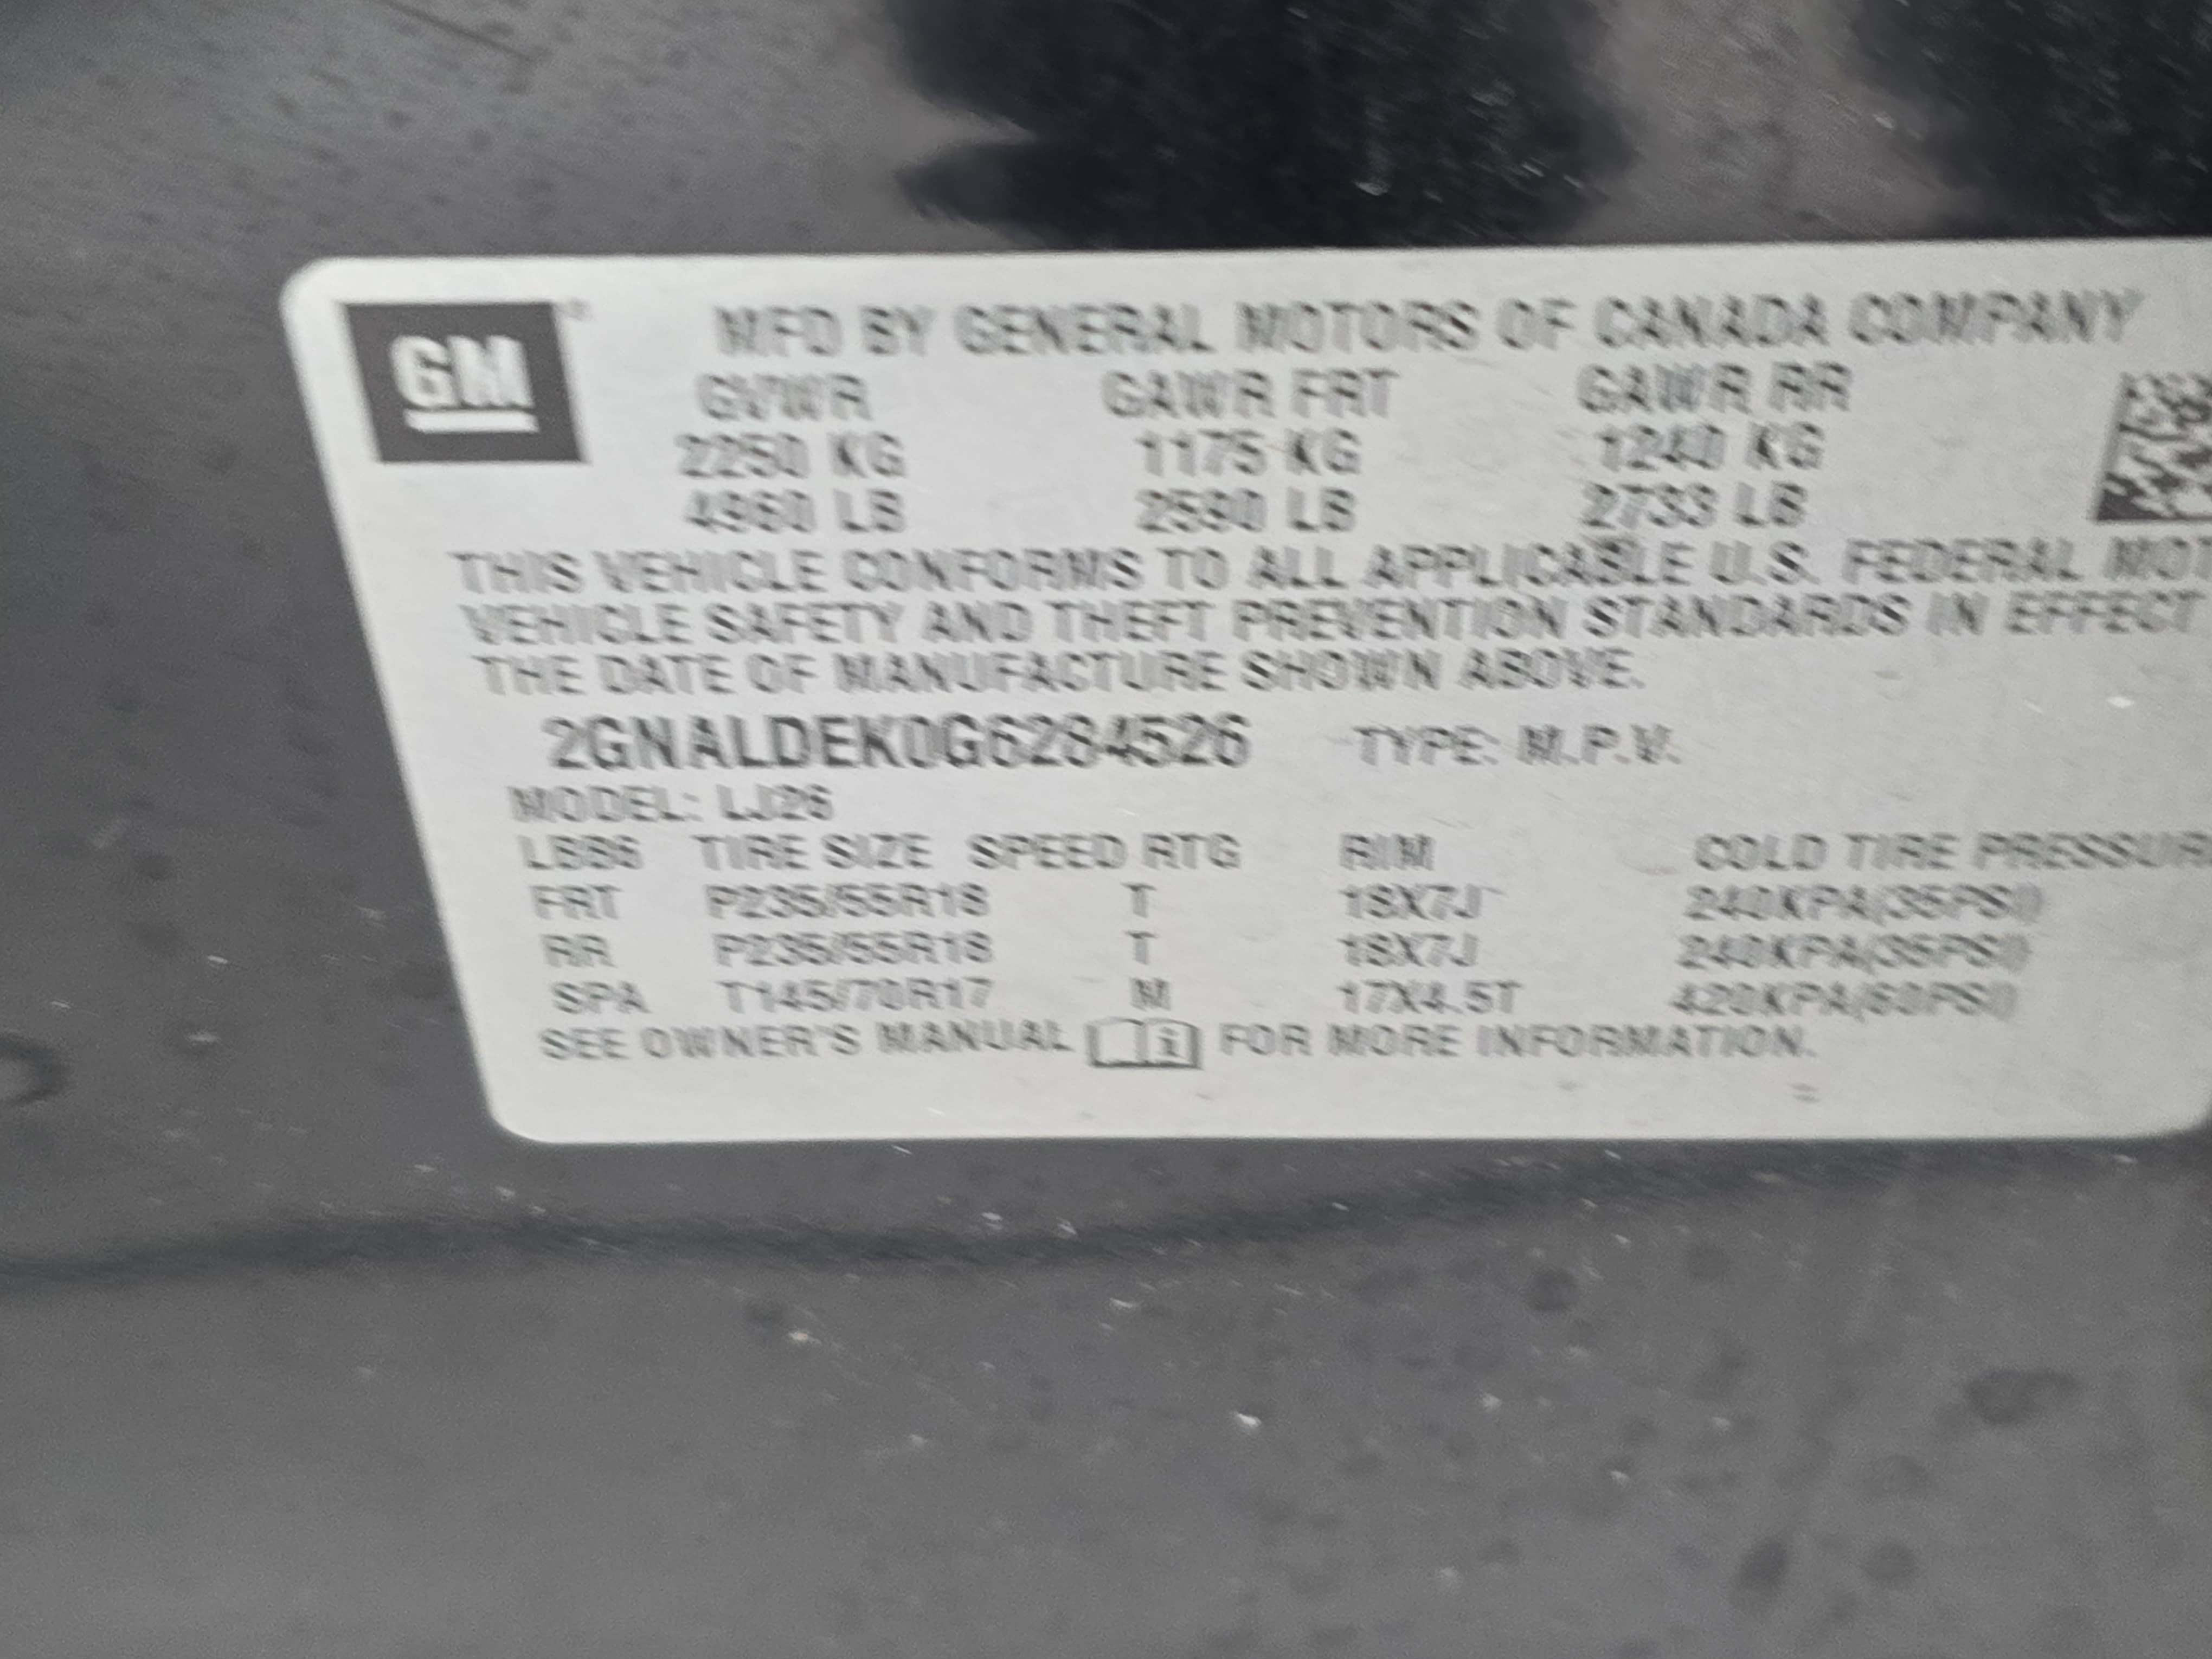 GM
MFD BY GENERAL MOTORS OF CANADA COMPANY
GVWR GAWR FRT GAWR RR
2250 KG 1175 KG 1240 KG
4960 LB 2590 LB 2733 LB
THIS VEHICLE CONFORMS TO ALL APPLICABLE U.S. FEDERAL MOT
VEHICLE SAFETY AND THEFT PREVENTION STANDARDS IN EFFECT
THE DATE OF MANUFACTURE SHOWN ABOVE.
2GNALDEK0G6284526 TYPE: M.P.V.
MODEL: LJ26
TIRE SIZE SPEED RTG RIM COLD TIRE PRESSUR
FRT P235/55R18 T 18X7J 240KPA(35PSI)
RR P235/55R18 T 18X7J 240KPA(35PSI)
SPA T145/70R17 M 17X4.5T 420KPA(60PSI)
SEE OWNER'S MANUAL i FOR MORE INFORMATION.